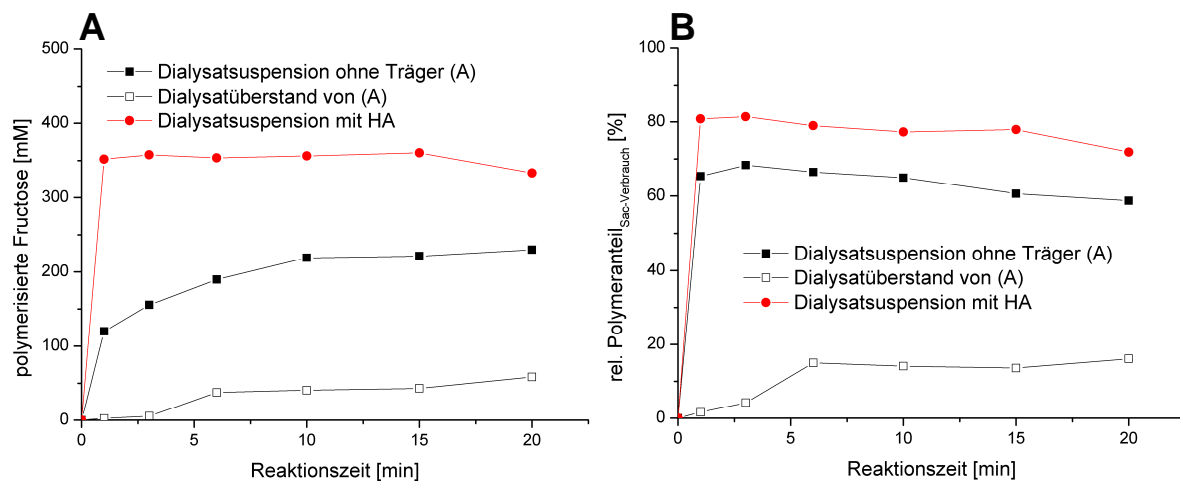 A
polymerisierte Fructose [mM]
500
400
300
200
100
0
Dialysatsuspension ohne Träger (A)
Dialysatüberstand von (A)
Dialysatsuspension mit HA
0
5
10
15
20
Reaktionszeit [min]
B
rel. Polymeranteil Sac-Verbrauch [%]
100
80
60
40
20
0
Dialysatsuspension ohne Träger (A)
Dialysatüberstand von (A)
Dialysatsuspension mit HA
0
5
10
15
20
Reaktionszeit [min]